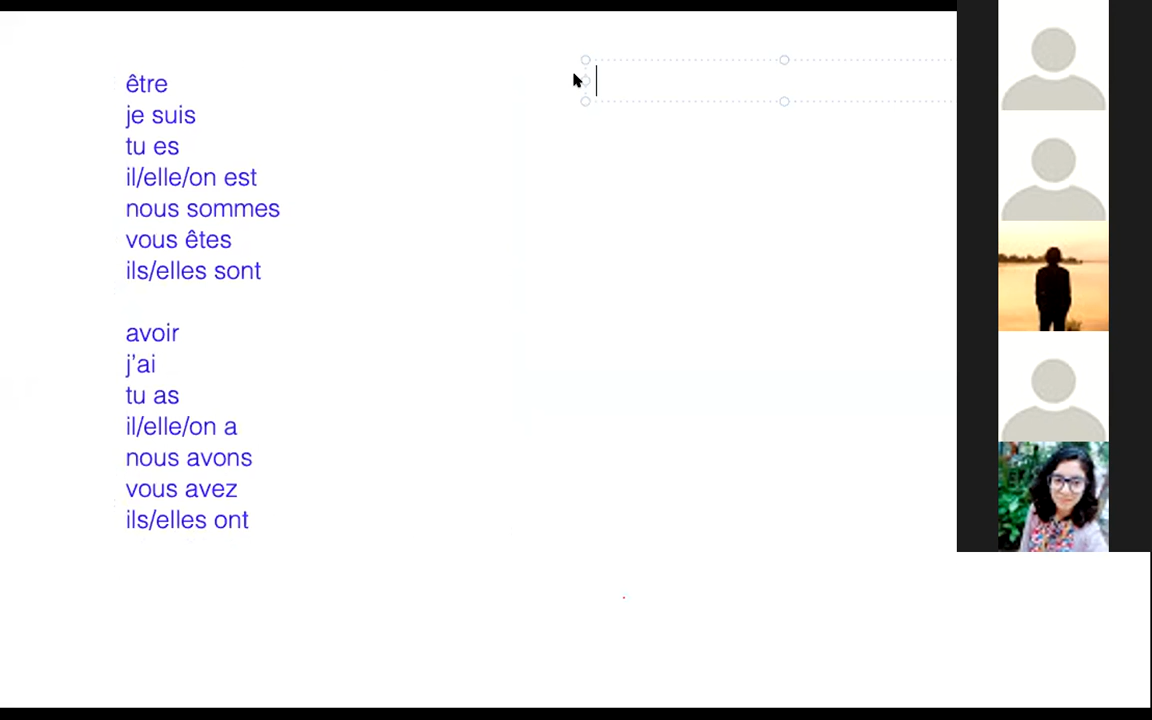 être
je suis
tu es
il/elle/on est
nous sommes
vous êtes
ils/elles sont
avoir
j’ai
tu as
il/elle/on a
nous avons
vous avez
ils/elles ont